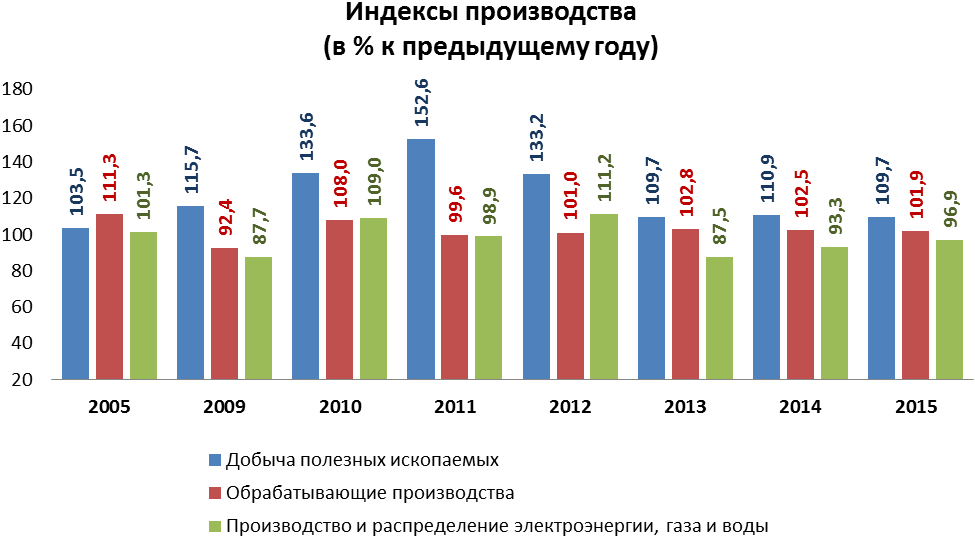 Индексы производства
(в % к предыдущему году)
180
160
140
120
100
80
60
40
20
103,5 111,3 101,3
115,7 92,4 87,7
133,6 108,0 109,0
152,6 99,6 98,9
133,2 101,0 111,2
109,7 102,8 87,5
110,9 102,5 93,3
109,7 101,9 96,9
2005 2009 2010 2011 2012 2013 2014 2015
Добыча полезных ископаемых
Обрабатывающие производства
Производство и распределение электроэнергии, газа и воды